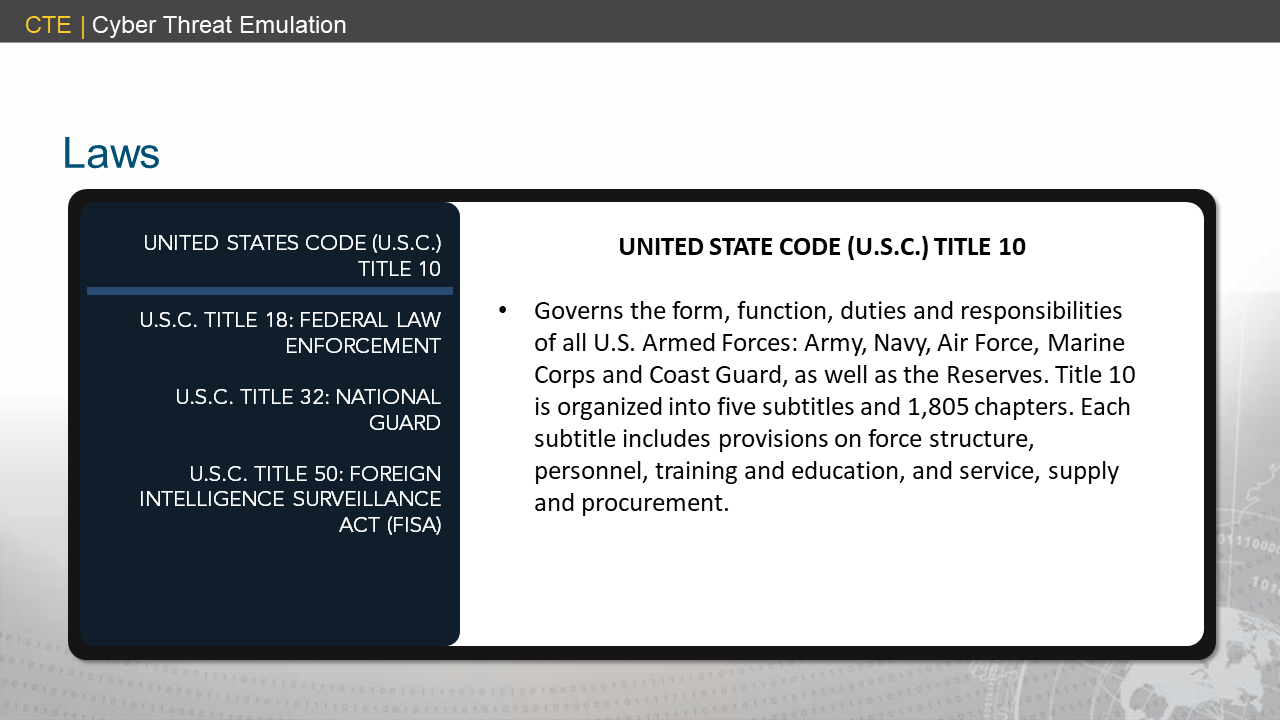 CTE | Cyber Threat Emulation
Laws
UNITED STATES CODE (U.S.C.)
TITLE 10
U.S.C. TITLE 18: FEDERAL LAW
ENFORCEMENT
U.S.C. TITLE 32: NATIONAL
GUARD
U.S.C. TITLE 50: FOREIGN
INTELLIGENCE SURVEILLANCE
ACT (FISA)
UNITED STATE CODE (U.S.C.) TITLE 10
• Governs the form, function, duties and responsibilities
of all U.S. Armed Forces: Army, Navy, Air Force, Marine
Corps and Coast Guard, as well as the Reserves. Title 10
is organized into five subtitles and 1,805 chapters. Each
subtitle includes provisions on force structure,
personnel, training and education, and service, supply
and procurement.